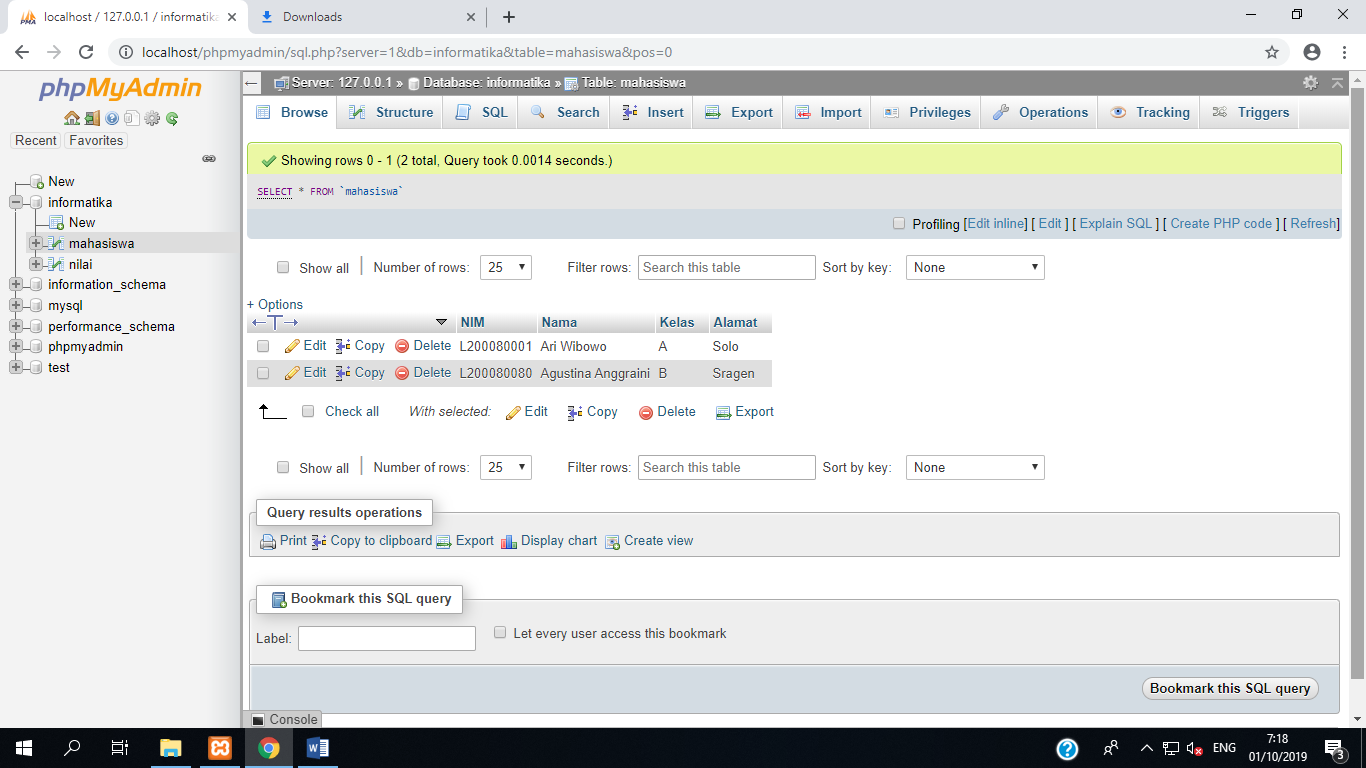 localhost / 127.0.0.1 / informatika
Downloads
localhost/phpmyadmin/sql.php?server=1&db=informatika&table=mahasiswa&pos=0
phpMyAdmin
Recent Favorites
New
informatika
New
mahasiswa
nilai
information_schema
mysql
performance_schema
phpmyadmin
test
Server: 127.0.0.1 » Database: informatika » Table: mahasiswa
Browse Structure SQL Search Insert Export Import Privileges Operations Tracking Triggers
Showing rows 0 - 1 (2 total, Query took 0.0014 seconds.)
SELECT * FROM `mahasiswa`
Profiling [Edit inline] [ Edit ] [ Explain SQL ] [ Create PHP code ] [ Refresh]
Show all Number of rows: 25 Filter rows: Search this table Sort by key: None
+ Options
NIM Nama Kelas Alamat
Edit Copy Delete L200080001 Ari Wibowo A Solo
Edit Copy Delete L200080080 Agustina Anggraini B Sragen
Check all With selected: Edit Copy Delete Export
Show all Number of rows: 25 Filter rows: Search this table Sort by key: None
Query results operations
Print Copy to clipboard Export Display chart Create view
Bookmark this SQL query
Label: Let every user access this bookmark
Bookmark this SQL query
Console
ENG
7:18
01/10/2019
3